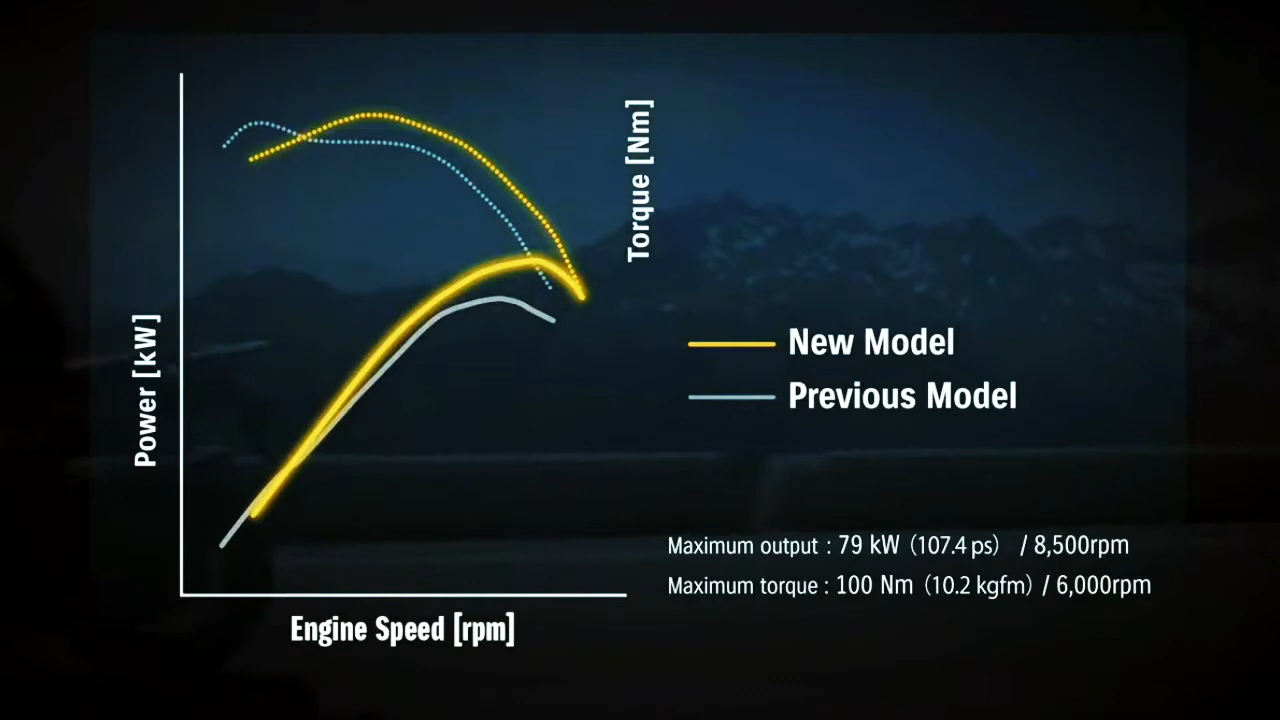 Torque [Nm]
Power [kW]
New Model
Previous Model
Maximum output : 79 kW (107.4 ps) / 8,500rpm
Maximum torque : 100 Nm (10.2 kgfm) / 6,000rpm
Engine Speed [rpm]